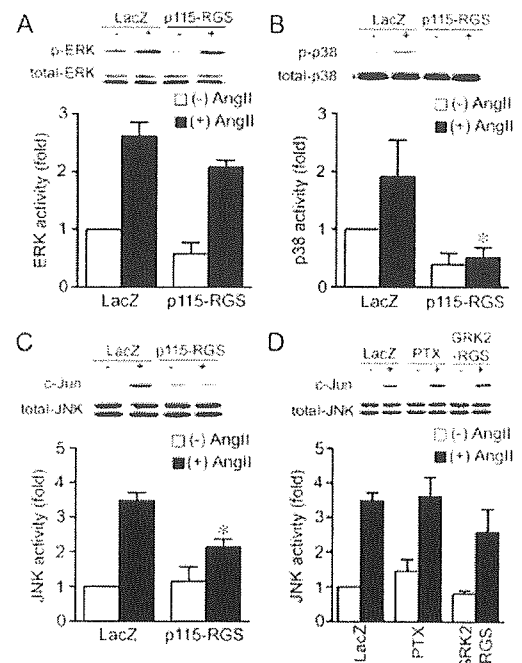 A
LacZ p115-RGS
- + - +
p-ERK
total-ERK
(-) AngII
(+) AngII
ERK activity (fold)
3
2
1
0
LacZ p115-RGS
B
LacZ p115-RGS
- + - +
p-p38
total-p38
(-) AngII
(+) AngII
p38 activity (fold)
3
2
1
0
*
LacZ p115-RGS
C
LacZ p115-RGS
- + - +
c-Jun
total-JNK
(-) AngII
(+) AngII
JNK activity (fold)
5
4
3
2
1
0
*
LacZ p115-RGS
D
LacZ PTX GRK2
-RGS
- + - + - +
c-Jun
total-JNK
(-) AngII
(+) AngII
JNK activity (fold)
5
4
3
2
1
0
LacZ
PTX
GRK2
RGS